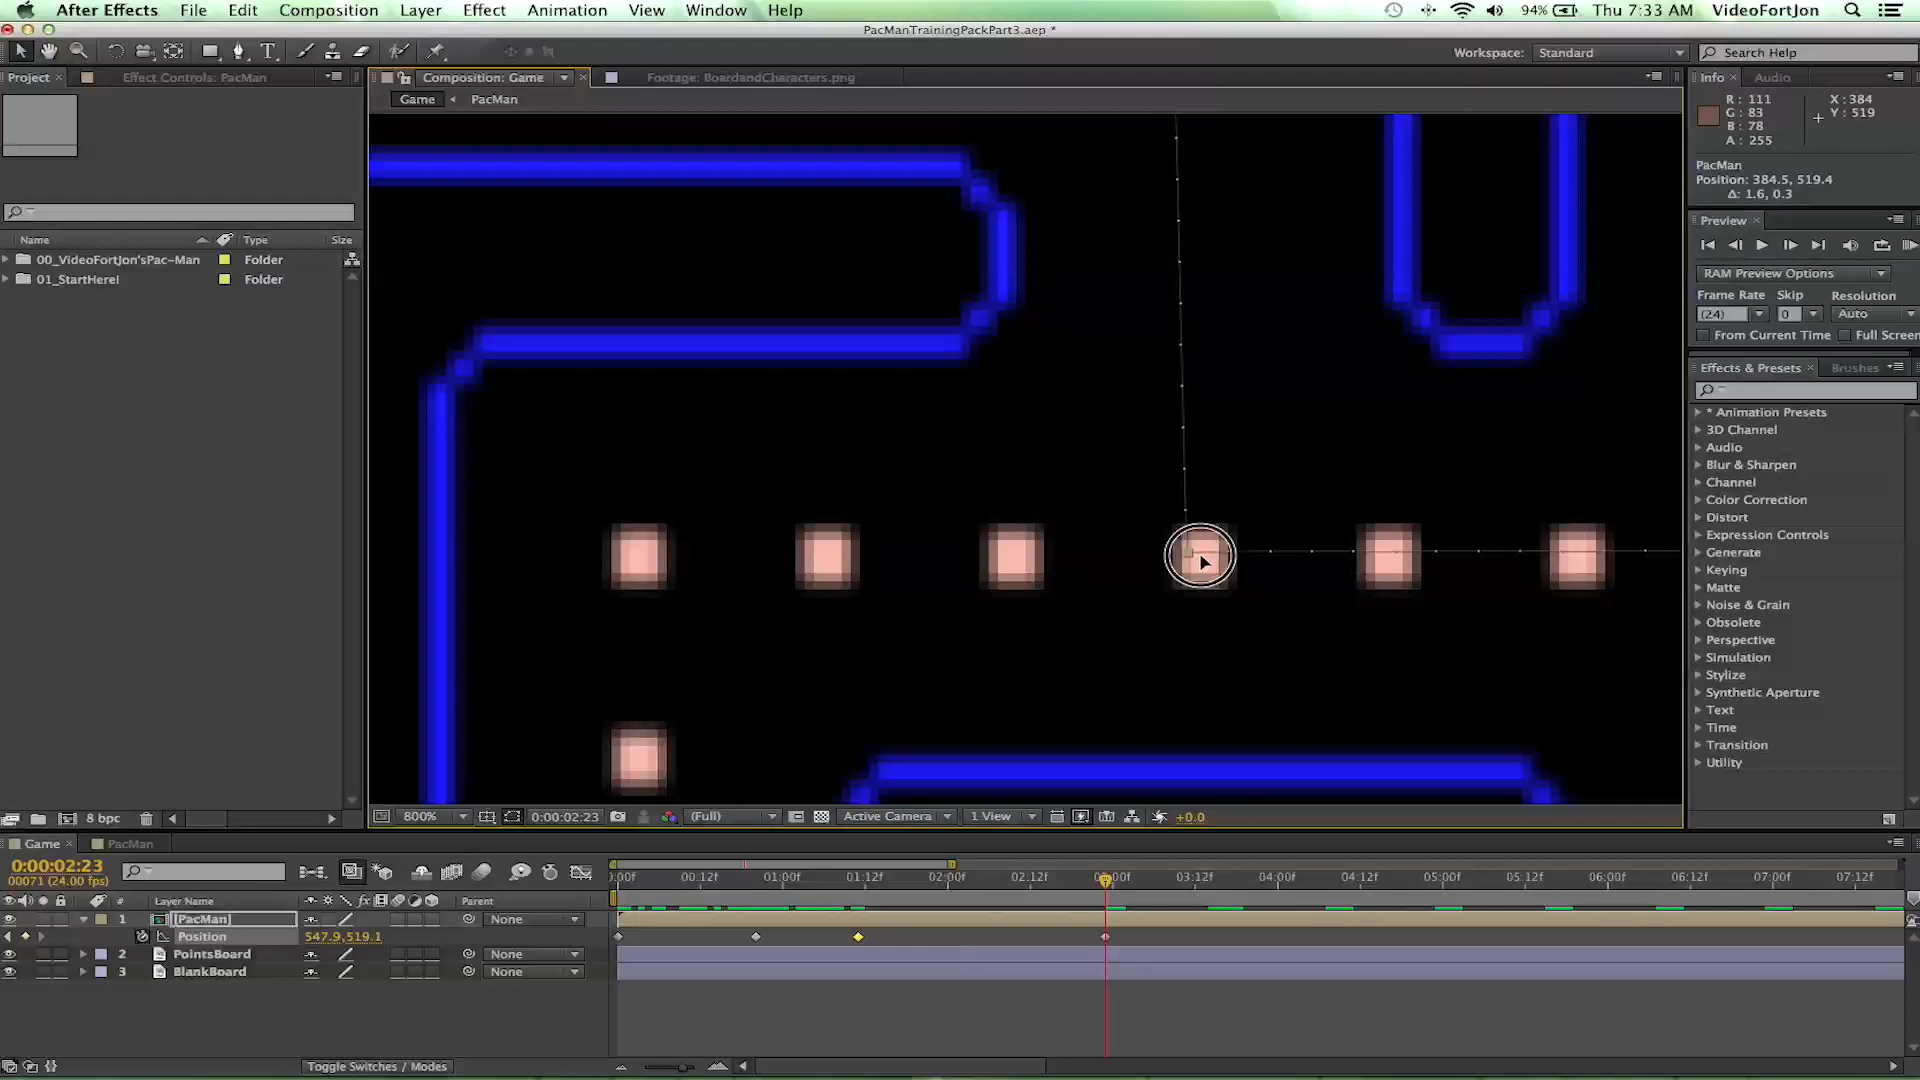 After Effects File Edit Composition Layer Effect Animation View Window Help 94% Thu 7:33 AM VideoFortJon
PacManTrainingPackPart3.aep *
Workspace: Standard Search Help
Project Effect Controls: PacMan Composition: Game Footage: BoardandCharacters.png Info Audio
Game PacMan
R: 111 X: 384
G: 83 Y: 519
B: 78
A: 255
PacMan
Position: 384.5, 519.4
Δ: 1.6, 0.3
Preview
RAM Preview Options
Frame Rate Skip Resolution
(24) 0 Auto
From Current Time Full Screen
Name Type Size
00_VideoFortJon'sPac-Man Folder
01_StartHere! Folder
Effects & Presets Brushes
* Animation Presets
3D Channel
Audio
Blur & Sharpen
Channel
Color Correction
Distort
Expression Controls
Generate
Keying
Matte
Noise & Grain
Obsolete
Perspective
Simulation
Stylize
Synthetic Aperture
Text
Time
Transition
Utility
8 bpc 800% 0:00:02:23 (Full) Active Camera 1 View +0.0
Game PacMan
0:00:02:23
00071 (24.00 fps)
:00f 00:12f 01:00f 01:12f 02:00f 02:12f 03:12f 04:00f 04:12f 05:00f 05:12f 06:00f 06:12f 07:00f 07:12f
# Layer Name fx Parent
1 [PacMan] None
Position 547.9,519.1
2 PointsBoard None
3 BlankBoard None
Toggle Switches / Modes